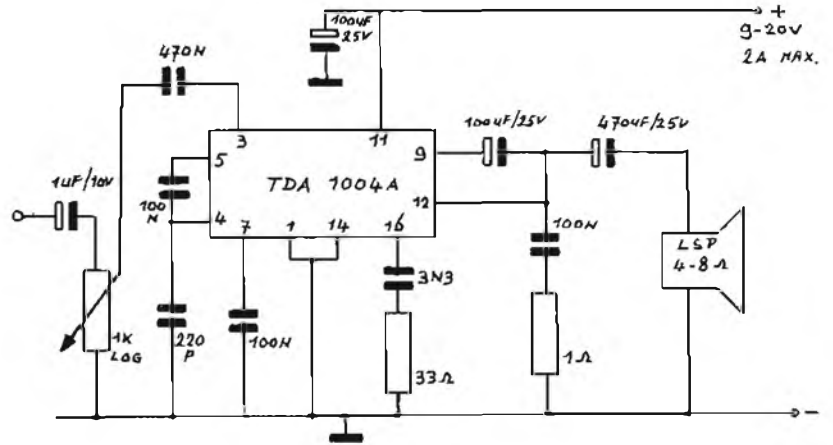 100UF
25V
+
9-20V
2A MAX.
470N
3
11
100UF/25V
470UF/25V
5
9
TDA 1004A
1UF/10V
100
N
4
12
7
1
14
16
100N
LSP
4-8Ω
3N3
1K
LOG
220
P
100N
33Ω
1Ω
-